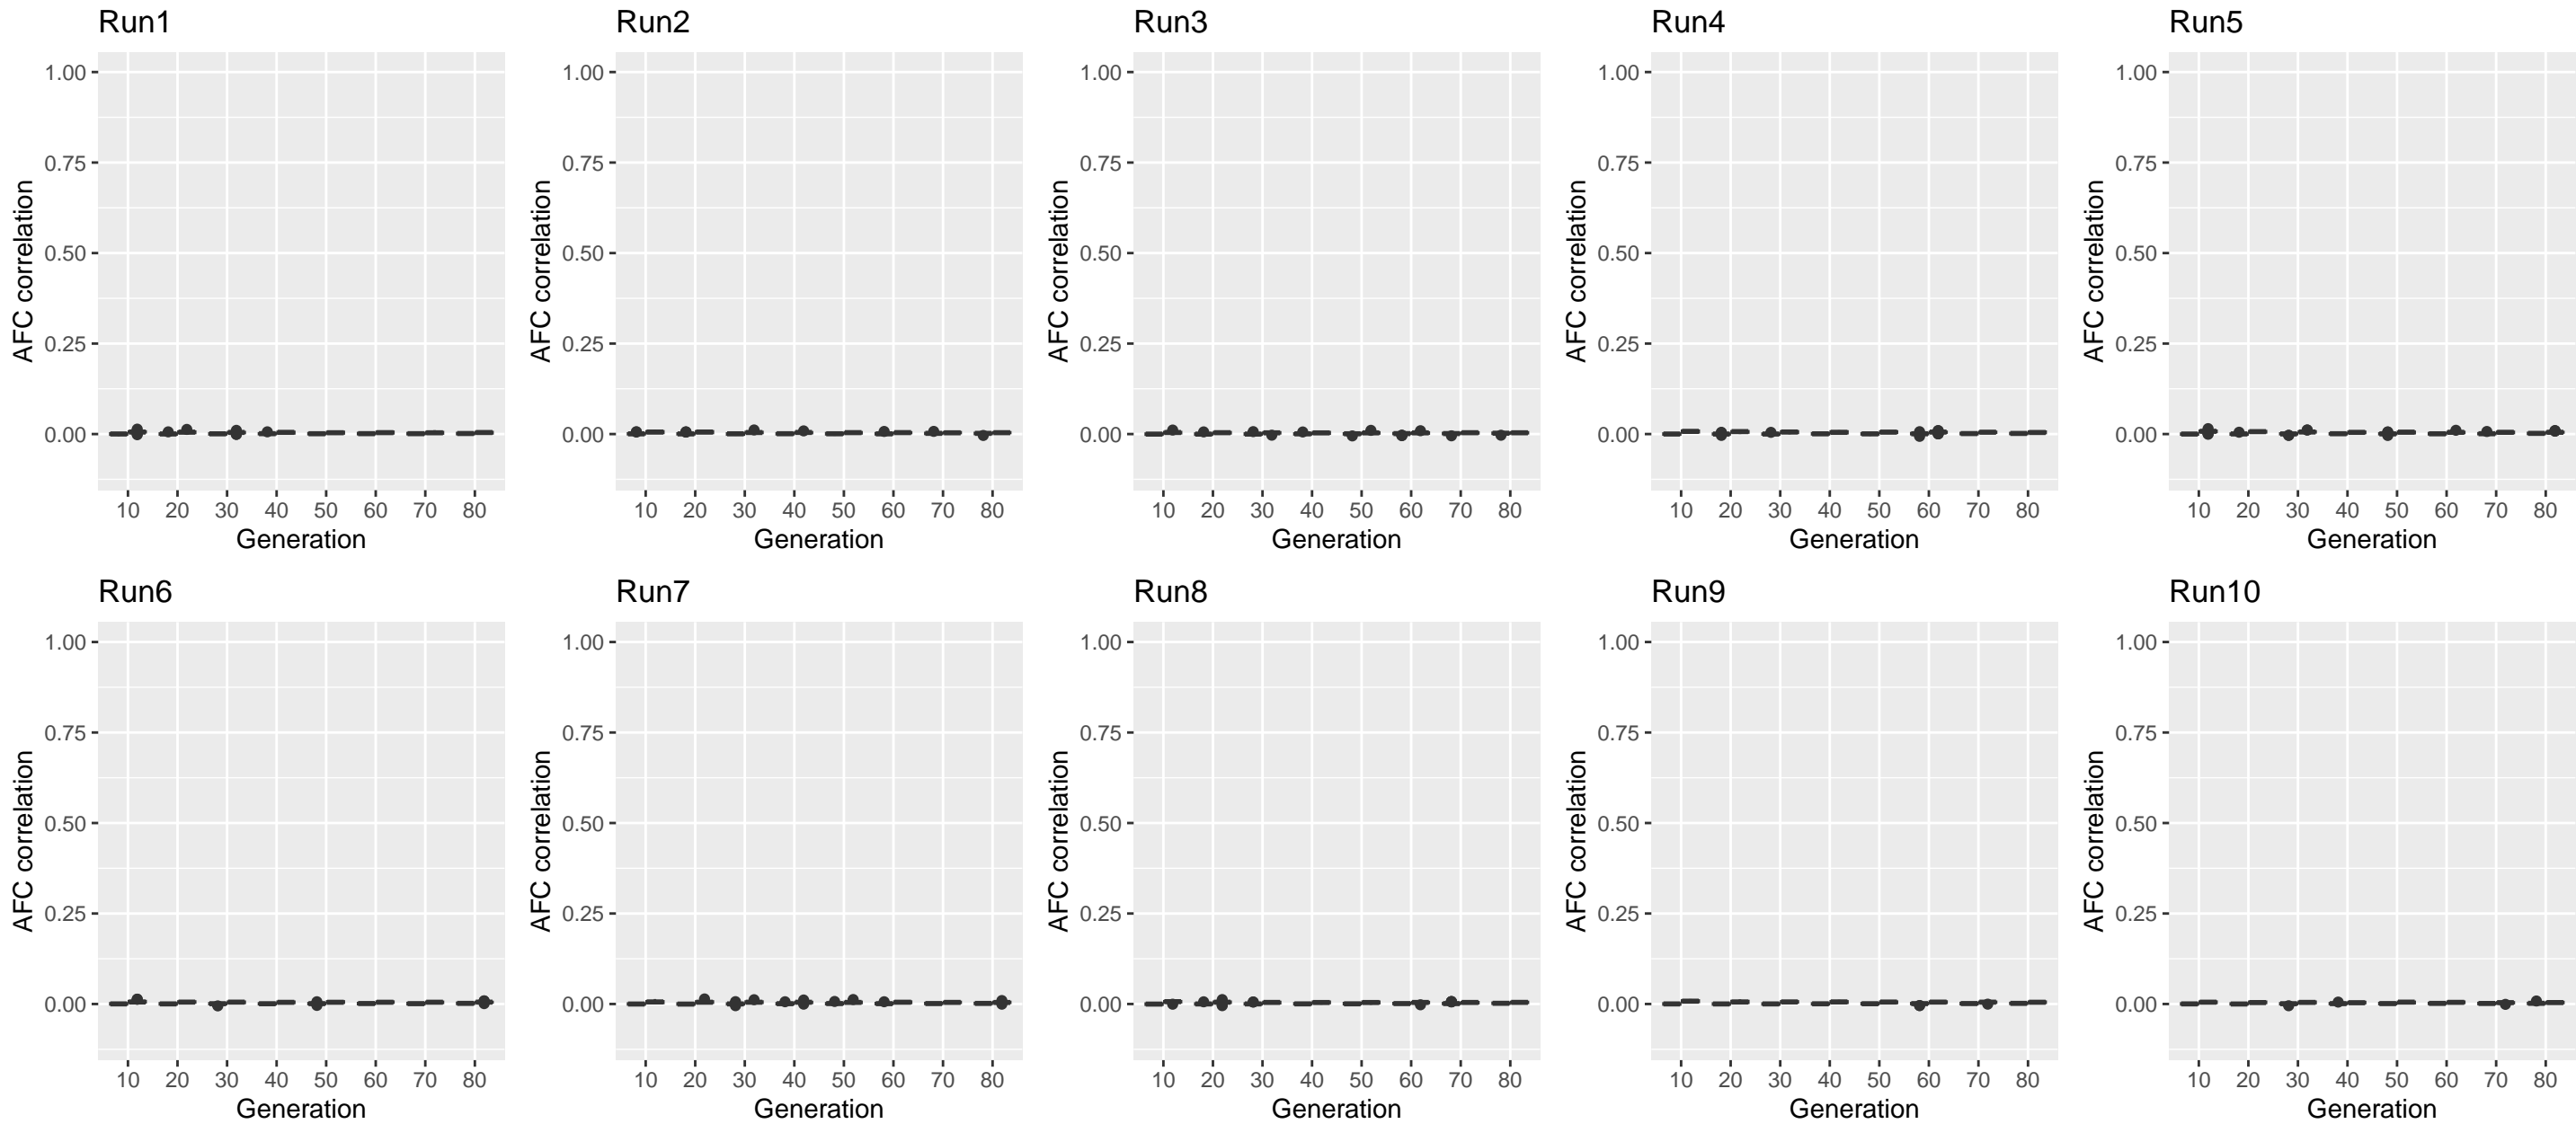 Run1 Run2 Run3 Run4 Run5
1.00 1.00 1.00 1.00 1.00
0.75 0.75 0.75 0.75 0.75
0.50 0.50 0.50 0.50 0.50
0.25 0.25 0.25 0.25 0.25
0.00 0.00 0.00 0.00 0.00
AFC correlation AFC correlation AFC correlation AFC correlation AFC correlation
10 20 30 40 50 60 70 80 10 20 30 40 50 60 70 80 10 20 30 40 50 60 70 80 10 20 30 40 50 60 70 80 10 20 30 40 50 60 70 80
Generation Generation Generation Generation Generation
Run6 Run7 Run8 Run9 Run10
1.00 1.00 1.00 1.00 1.00
0.75 0.75 0.75 0.75 0.75
0.50 0.50 0.50 0.50 0.50
0.25 0.25 0.25 0.25 0.25
0.00 0.00 0.00 0.00 0.00
AFC correlation AFC correlation AFC correlation AFC correlation AFC correlation
10 20 30 40 50 60 70 80 10 20 30 40 50 60 70 80 10 20 30 40 50 60 70 80 10 20 30 40 50 60 70 80 10 20 30 40 50 60 70 80
Generation Generation Generation Generation Generation